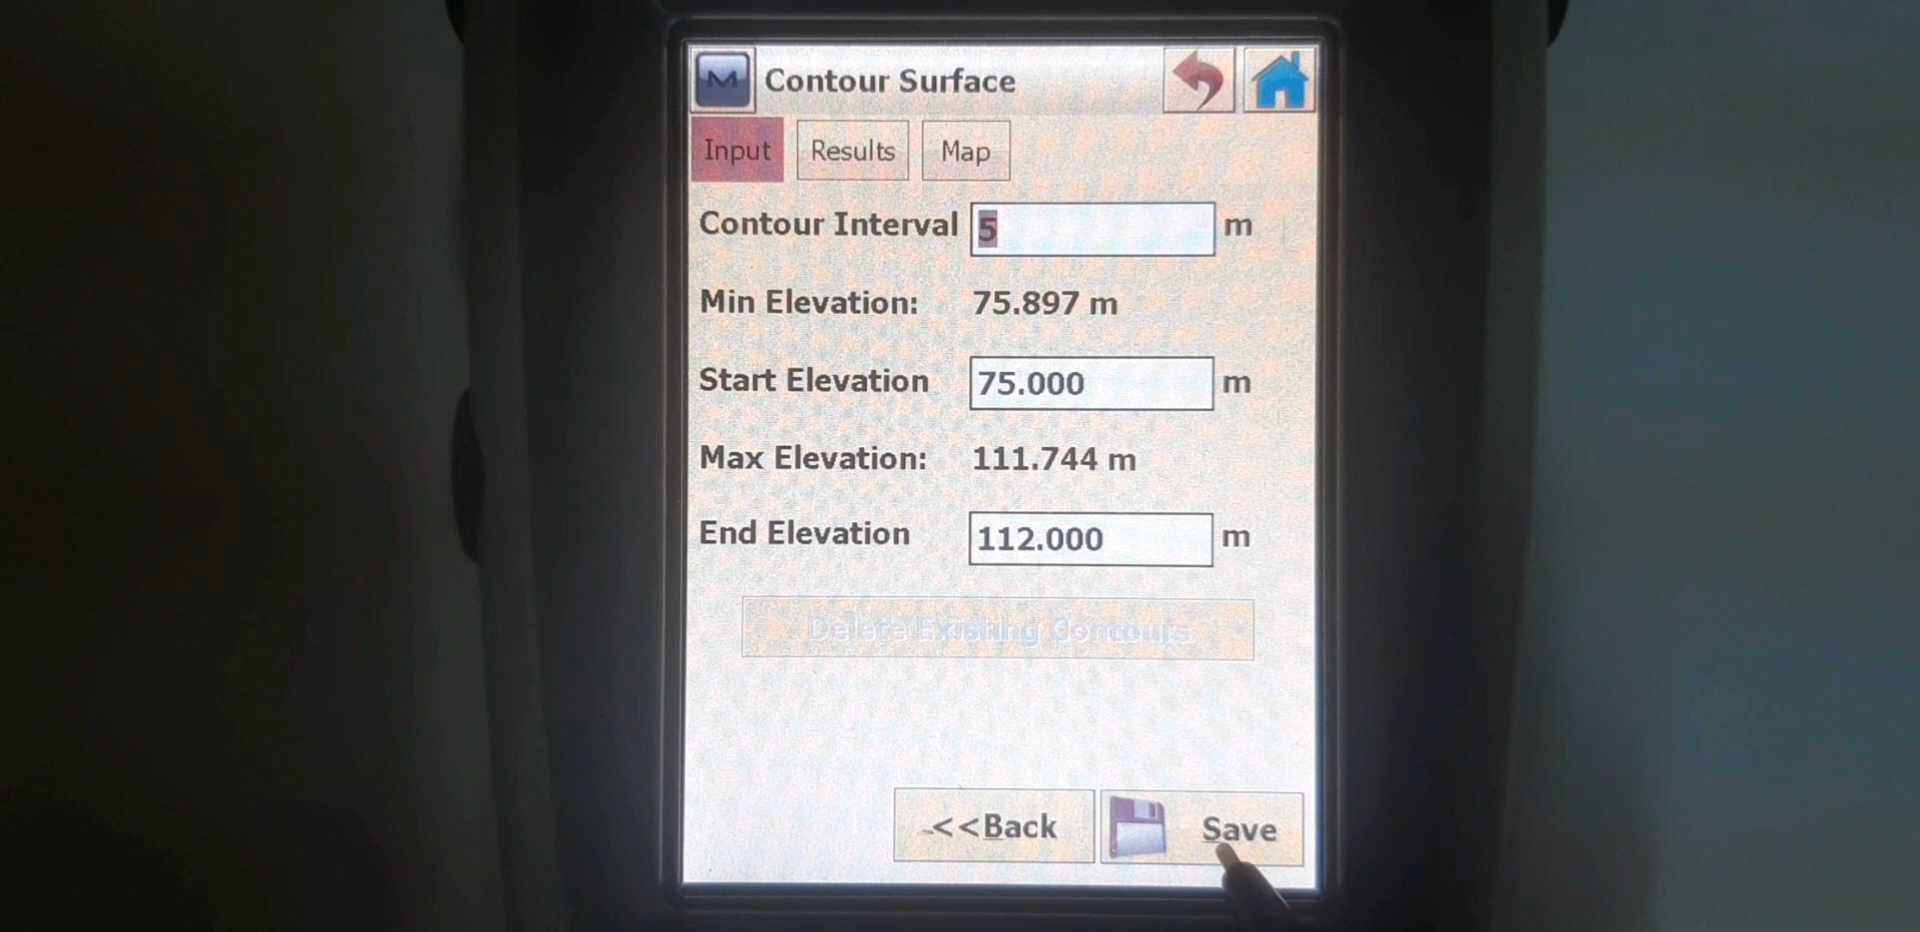 M Contour Surface
Input Results Map
Contour Interval 5 m
Min Elevation: 75.897 m
Start Elevation 75.000 m
Max Elevation: 111.744 m
End Elevation 112.000 m
Delete Existing Contours
<<Back Save